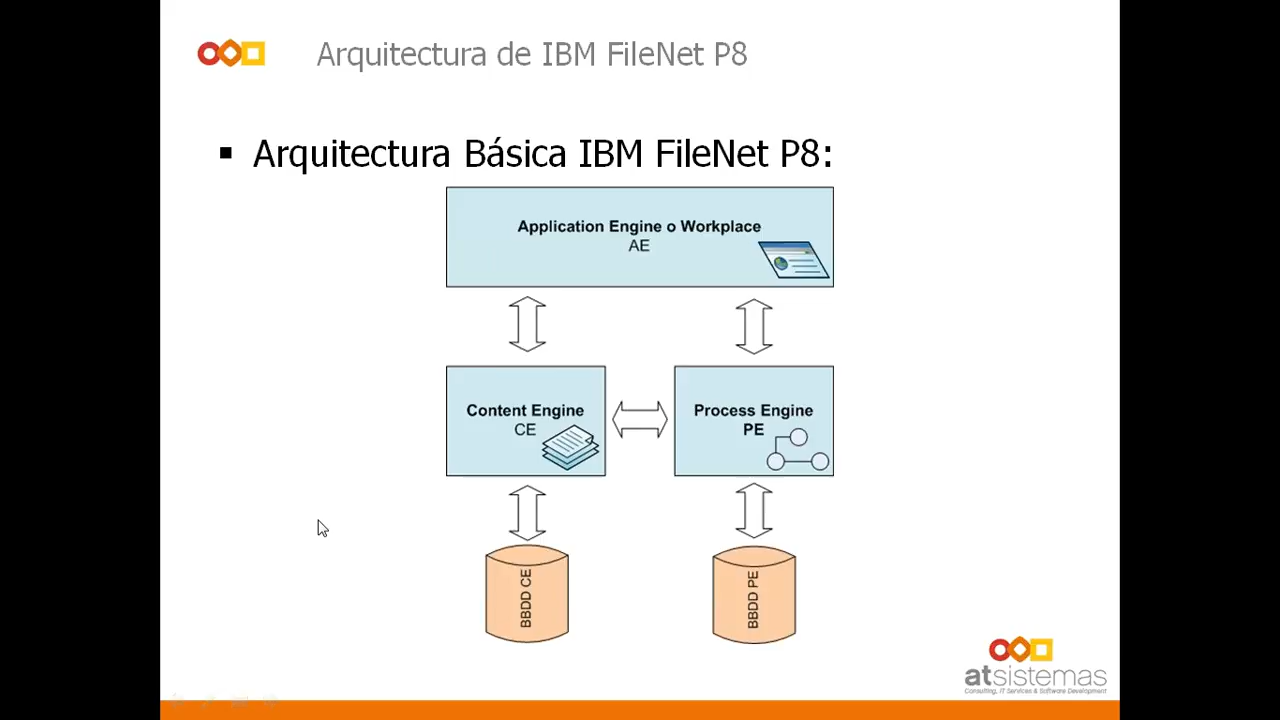 Arquitectura de IBM FileNet P8
▪ Arquitectura Básica IBM FileNet P8:
Application Engine o Workplace
AE
Content Engine
CE
Process Engine
PE
BBDD CE
BBDD PE
atsistemas
Consulting, IT Services & Software Development